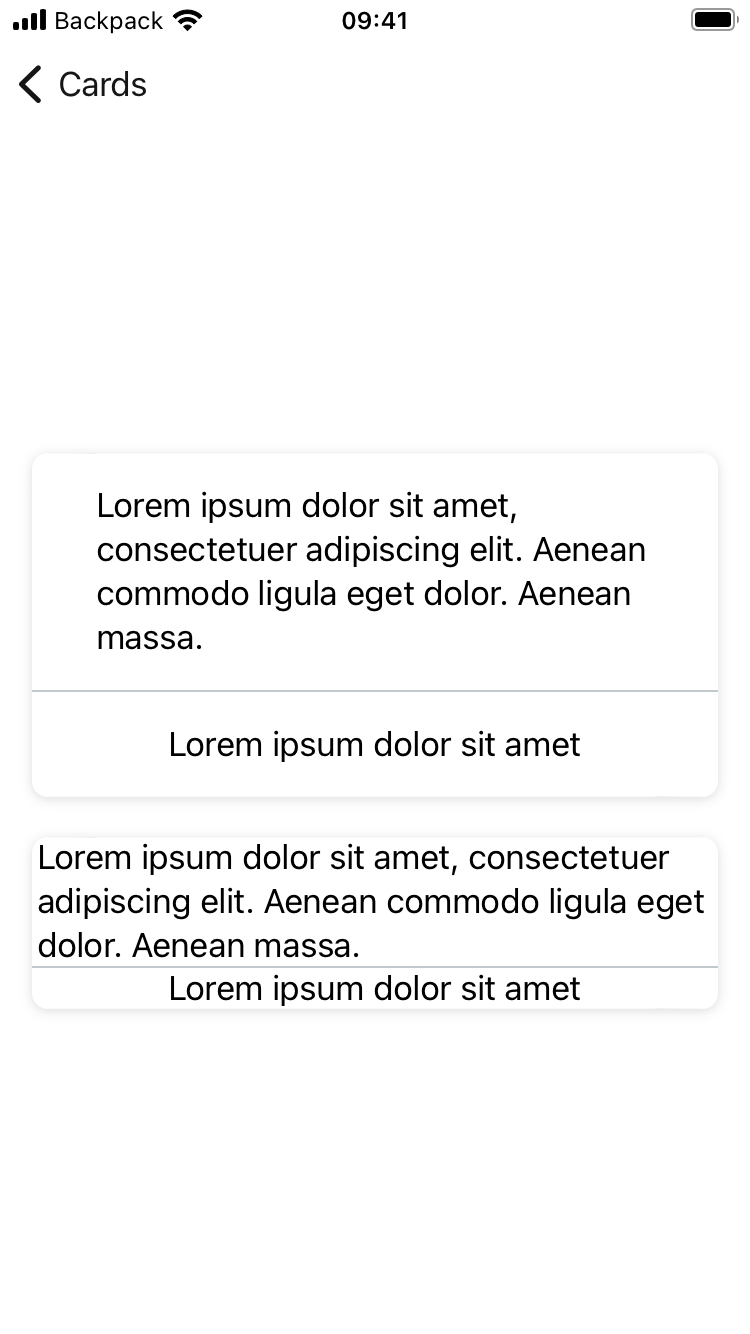 Backpack 09:41
Cards
Lorem ipsum dolor sit amet,
consectetuer adipiscing elit. Aenean
commodo ligula eget dolor. Aenean
massa.
Lorem ipsum dolor sit amet
Lorem ipsum dolor sit amet, consectetuer
adipiscing elit. Aenean commodo ligula eget
dolor. Aenean massa.
Lorem ipsum dolor sit amet